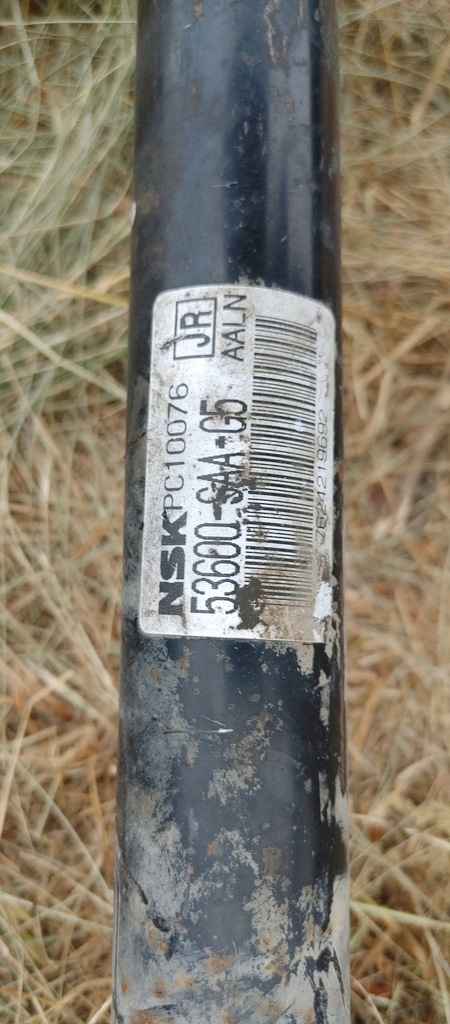 NSK PC10076 JR
53600-SAA-G5 AALN
7624219692